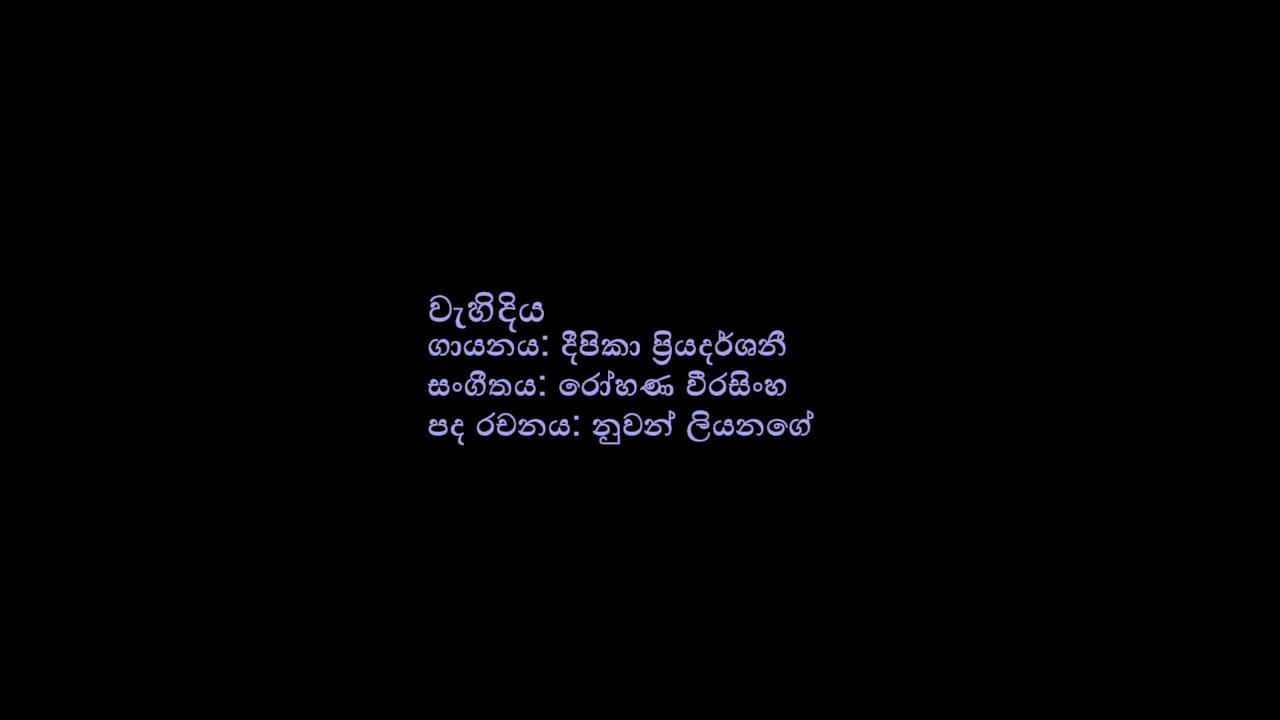 වැහිදිය
ගායනය: දීපිකා ප්‍රියදර්ශනී
සංගීතය: රෝහණ වීරසිංහ
පද රචනය: නුවන් ලියනගේ